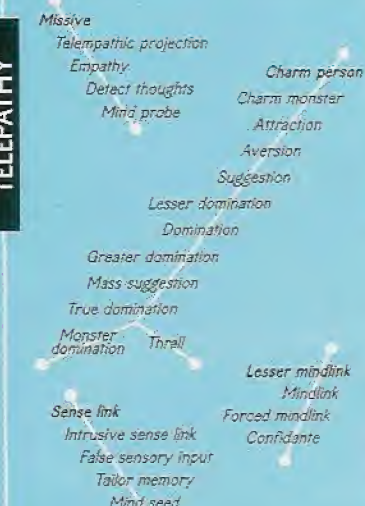 TELEPATHY
Missive
Telempathic projection
Empathy
Detect thoughts
Mind probe
Charm person
Charm monster
Attraction
Aversion
Suggestion
Lesser domination
Domination
Greater domination
Mass suggestion
True domination
Monster
domination
Thrall
Sense link
Intrusive sense link
False sensory input
Tailor memory
Mind seed
Lesser mindlink
Mindlink
Forced mindlink
Confidante